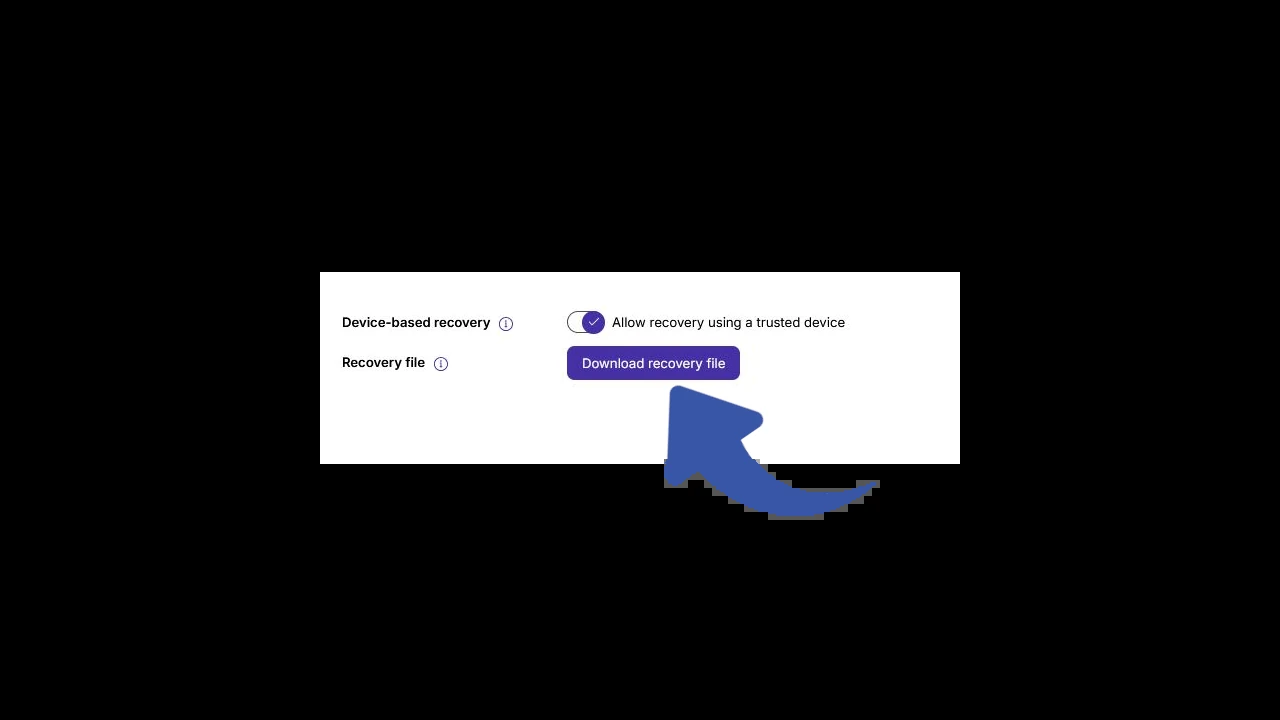 Device-based recovery
Allow recovery using a trusted device
Recovery file
Download recovery file